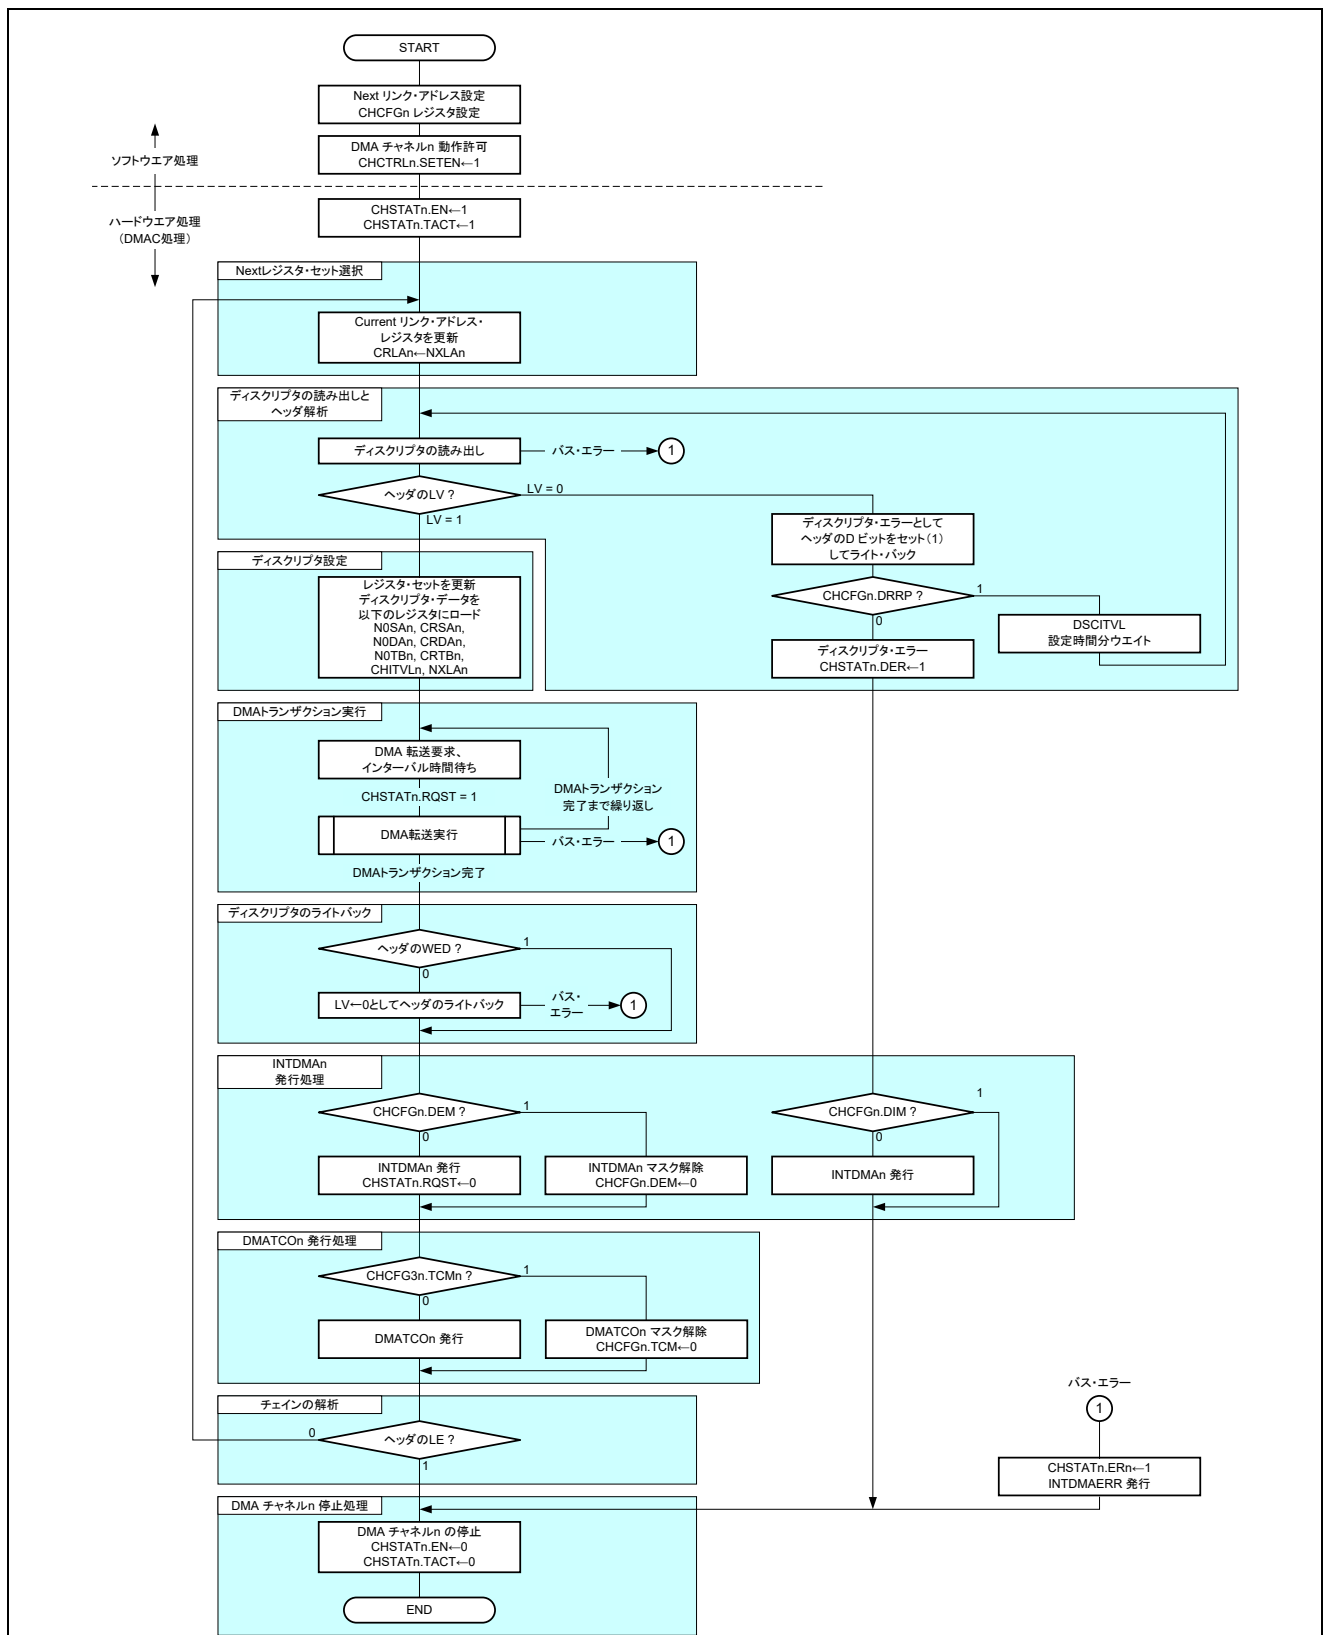 START
Next リンク・アドレス設定
CHCFGn レジスタ設定
DMA チャネルn 動作許可
CHCTRLn.SETEN←1
ソフトウエア処理
ハードウエア処理
（DMAC処理）
CHSTATn.EN←1
CHSTATn.TACT←1
Nextレジスタ・セット選択
Current リンク・アドレス・
レジスタを更新
CRLAn←NXLAn
ディスクリプタの読み出しと
ヘッダ解析
ディスクリプタの読み出し
バス・エラー
1
ヘッダのLV ?
LV = 0
LV = 1
ディスクリプタ・エラーとして
ヘッダのD ビットをセット（1）
してライト・バック
CHCFGn.DRRP ?
1
0
DSCITVL
設定時間分ウエイト
ディスクリプタ・エラー
CHSTATn.DER←1
ディスクリプタ設定
レジスタ・セットを更新
ディスクリプタ・データを
以下のレジスタにロード
N0SAn, CRSAn,
N0DAn, CRDAn,
N0TBn, CRTBn,
CHITVLn, NXLAn
DMAトランザクション実行
DMA 転送要求、
インターバル時間待ち
CHSTATn.RQST = 1
DMAトランザクション
完了まで繰り返し
DMA転送実行
バス・エラー
1
DMAトランザクション完了
ディスクリプタのライトバック
ヘッダのWED ?
1
0
LV←0としてヘッダのライトバック
バス・
エラー
1
INTDMAn
発行処理
CHCFGn.DEM ?
1
0
INTDMAn 発行
CHSTATn.RQST←0
INTDMAn マスク解除
CHCFGn.DEM←0
CHCFGn.DIM ?
1
0
INTDMAn 発行
DMATCOn 発行処理
CHCFG3n.TCMn ?
1
0
DMATCOn 発行
DMATCOn マスク解除
CHCFGn.TCM←0
チェインの解析
ヘッダのLE ?
0
1
バス・エラー
1
CHSTATn.ERn←1
INTDMAERR 発行
DMA チャネルn 停止処理
DMA チャネルn の停止
CHSTATn.EN←0
CHSTATn.TACT←0
END